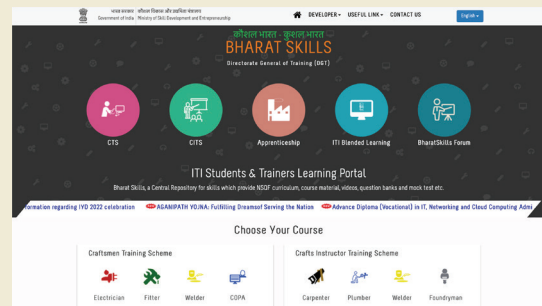 भारत सरकार | कौशल विकास और उद्यमिता मंत्रालय
Government of India | Ministry of Skill Development and Entrepreneurship
DEVELOPER
USEFUL LINK
CONTACT US
English
कौशल भारत - कुशल भारत
BHARAT SKILLS
Directorate General of Training (DGT)
CTS
CITS
Apprenticeship
ITI Blended Learning
BharatSkills Forum
ITI Students & Trainers Learning Portal
Bharat Skills, a Central Repository for skills which provide NSQF curriculum, course material, videos, question banks and mock test etc.
ormation regarding IYD 2022 celebration AGANIPATH YOJNA: Fulfilling Dreamsof Serving the Nation Advance Diploma (Vocational) in IT, Networking and Cloud Computing Admi
Choose Your Course
Craftsmen Training Scheme
Electrician
Fitter
Welder
COPA
Crafts Instructor Training Scheme
Carpenter
Plumber
Welder
Foundryman